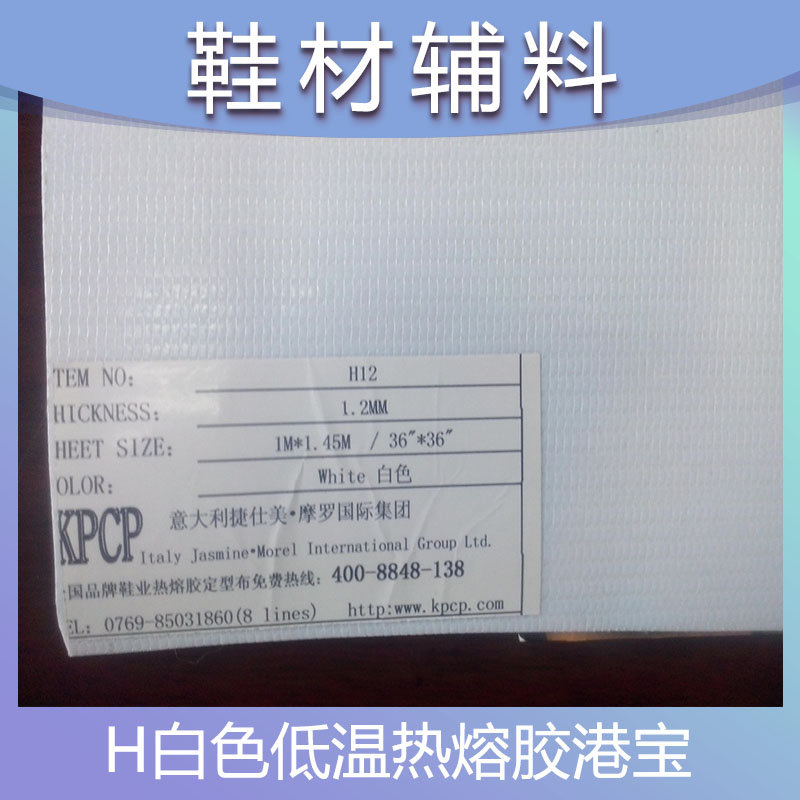 鞋材辅料
TEM NO: H12
HICKNESS: 1.2MM
HEET SIZE: 1M*1.45M / 36"*36"
OLOR: White 白色
KPCP 意大利捷仕美•摩罗国际集团
Italy Jasmine•Morel International Group Ltd.
国品牌鞋业热熔胶定型布免费热线: 400-8848-138
EL: 0769-85031860(8 lines) http:www.kpcp.com
H白色低温热熔胶港宝